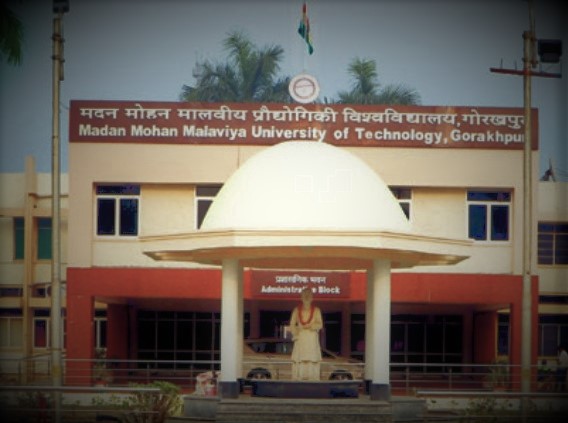 मदन मोहन मालवीय प्रौद्योगिकी विश्वविद्यालय, गोरखपुर
Madan Mohan Malaviya University of Technology, Gorakhpur
प्रशासनिक भवन
Administrative Block